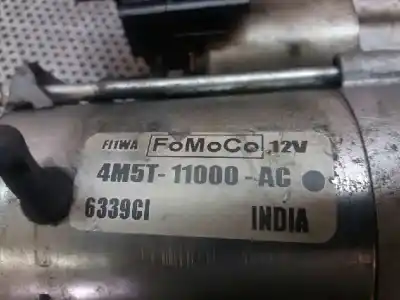 FIIWA FoMoCo 12V
4M5T-11000-AC
6339CI INDIA